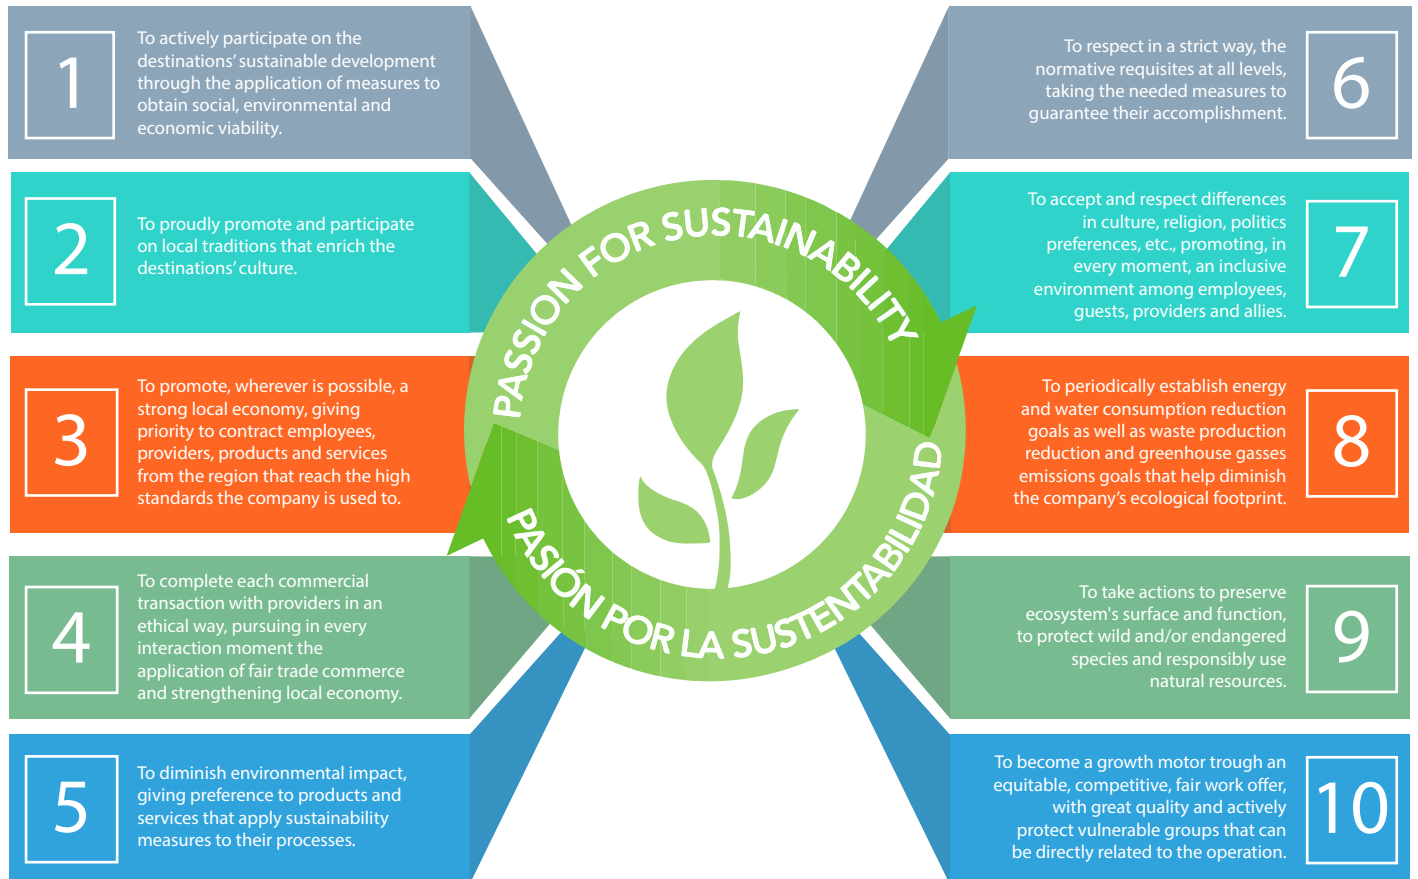 1
To actively participate on the
destinations’ sustainable development
through the application of measures to
obtain social, environmental and
economic viability.
2
To proudly promote and participate
on local traditions that enrich the
destinations’ culture.
3
To promote, wherever is possible, a
strong local economy, giving
priority to contract employees,
providers, products and services
from the region that reach the high
standards the company is used to.
4
To complete each commercial
transaction with providers in an
ethical way, pursuing in every
interaction moment the
application of fair trade commerce
and strengthening local economy.
5
To diminish environmental impact,
giving preference to products and
services that apply sustainability
measures to their processes.
PASSION FOR SUSTAINABILITY
PASIÓN POR LA SUSTENTABILIDAD
6
To respect in a strict way, the
normative requisites at all levels,
taking the needed measures to
guarantee their accomplishment.
7
To accept and respect differences
in culture, religion, politics
preferences, etc., promoting, in
every moment, an inclusive
environment among employees,
guests, providers and allies.
8
To periodically establish energy
and water consumption reduction
goals as well as waste production
reduction and greenhouse gasses
emissions goals that help diminish
the company’s ecological footprint.
9
To take actions to preserve
ecosystem's surface and function,
to protect wild and/or endangered
species and responsibly use
natural resources.
10
To become a growth motor trough an
equitable, competitive, fair work offer,
with great quality and actively
protect vulnerable groups that can
be directly related to the operation.